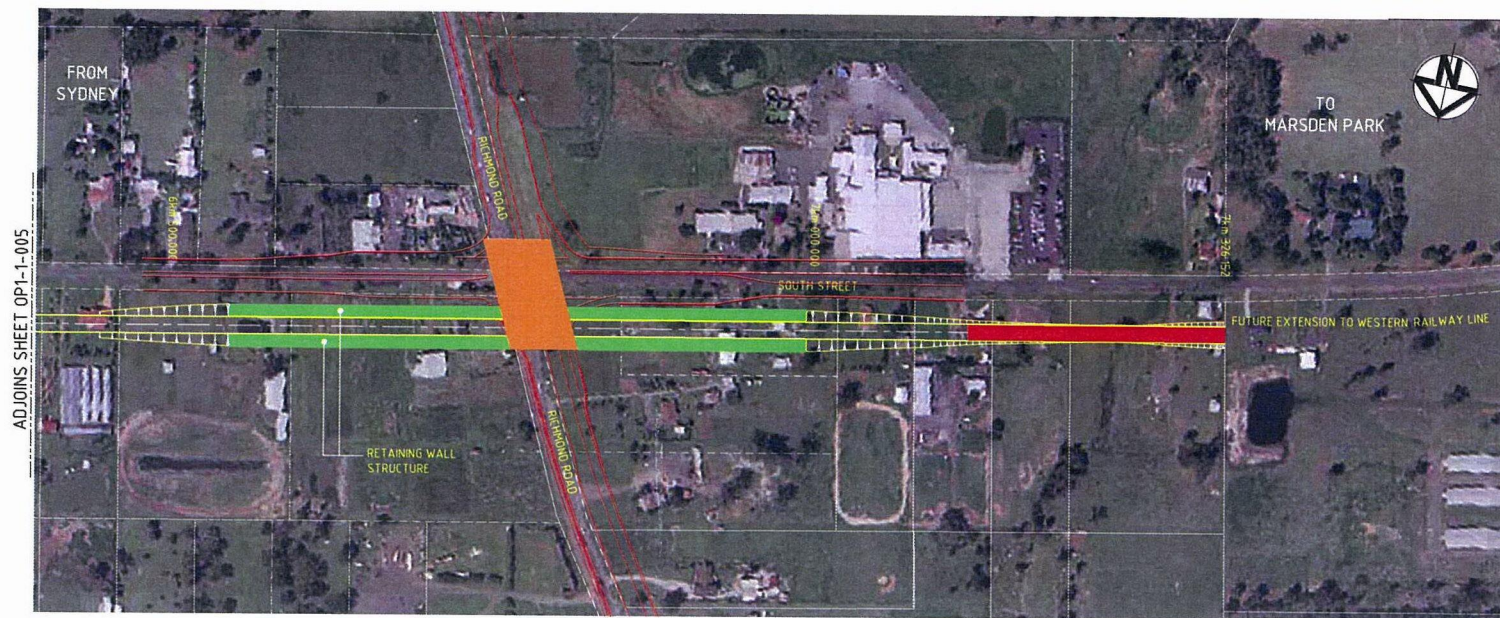 FROM
SYDNEY
N
TO
MARSDEN PARK
RICHMOND ROAD
SOUTH STREET
FUTURE EXTENSION TO WESTERN RAILWAY LINE
ADJOINS SHEET OP1-1-005
RETAINING WALL
STRUCTURE
RICHMOND ROAD